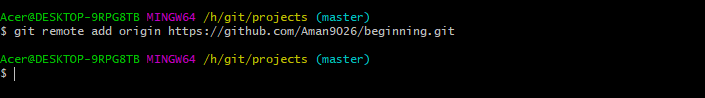 Acer@DESKTOP-9RPG8TB MINGW64 /h/git/projects (master)
$ git remote add origin https://github.com/Aman9026/beginning.git
Acer@DESKTOP-9RPG8TB MINGW64 /h/git/projects (master)
$